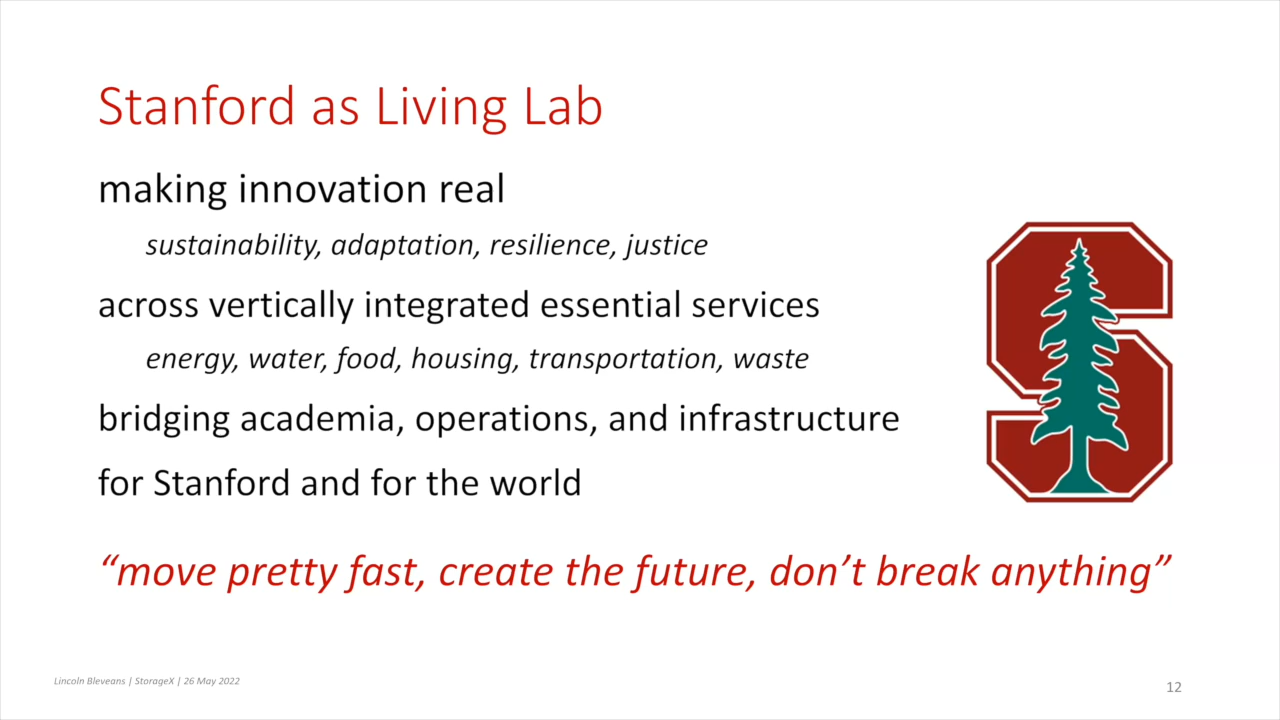 Stanford as Living Lab
making innovation real
sustainability, adaptation, resilience, justice
across vertically integrated essential services
energy, water, food, housing, transportation, waste
bridging academia, operations, and infrastructure
for Stanford and for the world
“move pretty fast, create the future, don’t break anything”
Lincoln Bleveans | StorageX | 26 May 2022
12